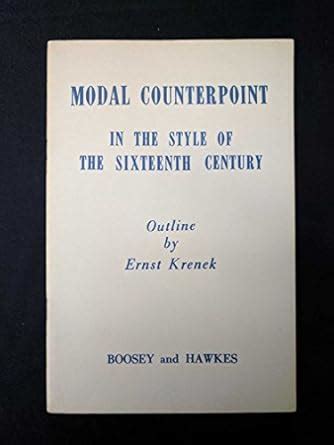 MODAL COUNTERPOINT
IN THE STYLE OF
THE SIXTEENTH CENTURY
Outline
by
Ernst Krenek
BOOSEY and HAWKES